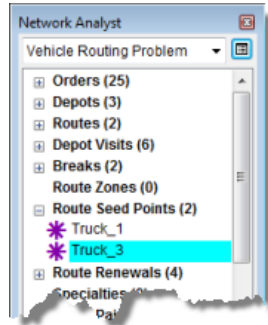 Network Analyst
Vehicle Routing Problem
Orders (25)
Depots (3)
Routes (2)
Depot Visits (6)
Breaks (2)
Route Zones (0)
Route Seed Points (2)
Truck_1
Truck_3
Route Renewals (4)
Specialties